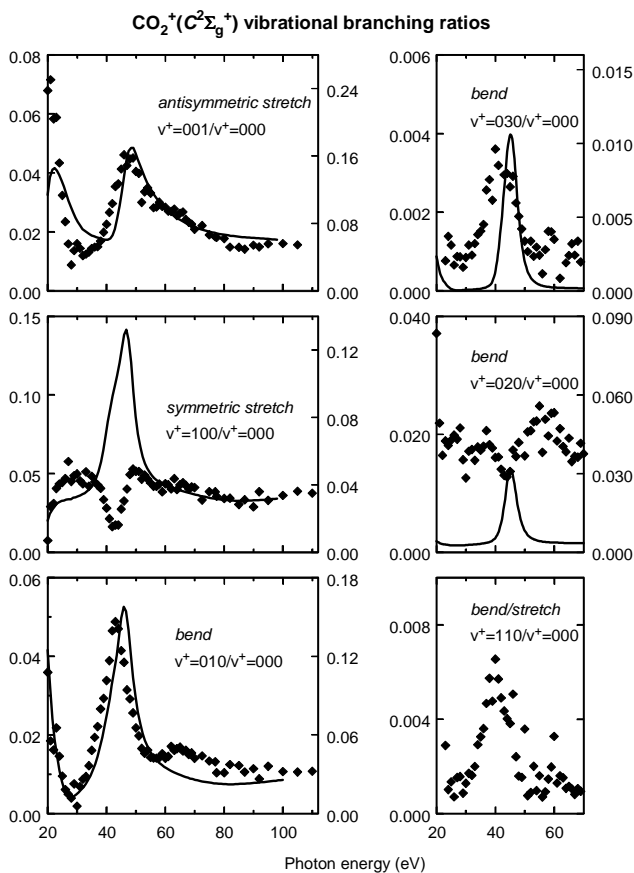 CO₂⁺(C²Σg⁺) vibrational branching ratios
0.08
0.06
0.04
0.02
0.00
0.24
0.16
0.08
0.00
antisymmetric stretch
v⁺=001/v⁺=000
0.006
0.004
0.002
0.000
0.015
0.010
0.005
0.000
bend
v⁺=030/v⁺=000
0.15
0.10
0.05
0.00
0.12
0.08
0.04
0.00
symmetric stretch
v⁺=100/v⁺=000
0.040
0.020
0.000
0.090
0.060
0.030
0.000
bend
v⁺=020/v⁺=000
0.06
0.04
0.02
0.00
0.18
0.12
0.06
0.00
bend
v⁺=010/v⁺=000
20 40 60 80 100
0.008
0.004
0.000
bend/stretch
v⁺=110/v⁺=000
20 40 60
Photon energy (eV)